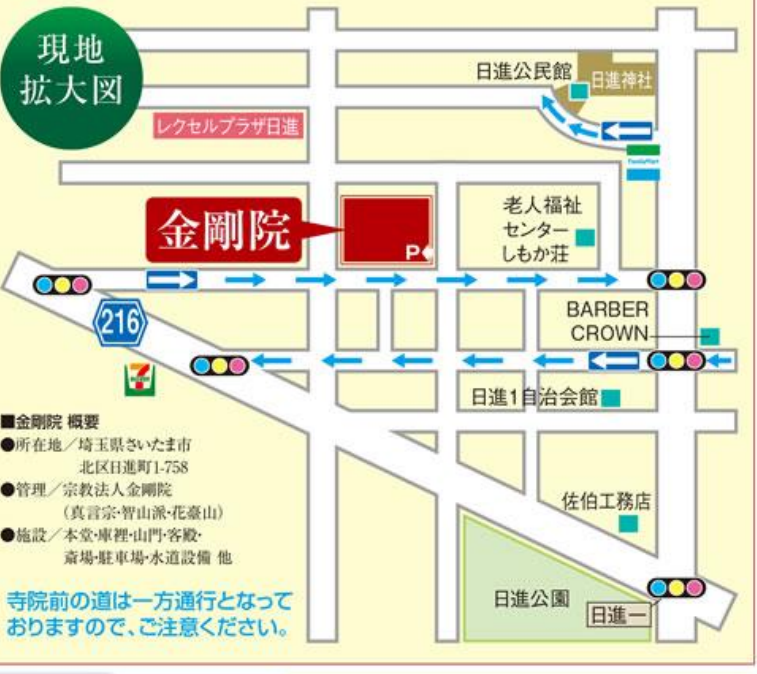 現地
拡大図
日進公民館
日進神社
レクセルプラザ日進
FamilyMart
金剛院
P
老人福祉
センター
しもか荘
216
BARBER
CROWN
7
日進1自治会館
■金剛院 概要
●所在地／埼玉県さいたま市
北区日進町1-758
●管理／宗教法人金剛院
(真言宗・智山派・花臺山)
●施設／本堂・庫裡・山門・客殿・
斎場・駐車場・水道設備 他
佐伯工務店
寺院前の道は一方通行となって
おりますので、ご注意ください。
日進公園
日進一